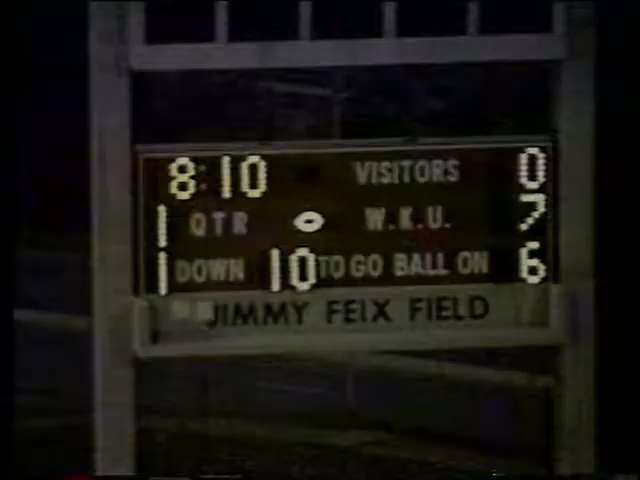 8:10 VISITORS 0
1 QTR W.K.U. 7
1 DOWN 10 TO GO BALL ON 6
JIMMY FEIX FIELD